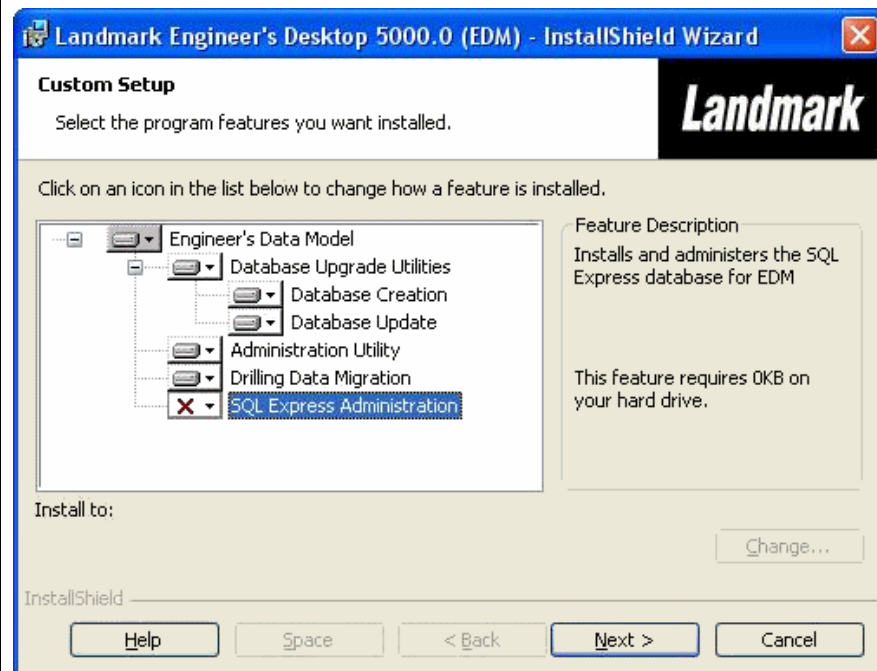 Landmark Engineer's Desktop 5000.0 (EDM) - InstallShield Wizard
Custom Setup
Select the program features you want installed.
Landmark
Click on an icon in the list below to change how a feature is installed.
Engineer's Data Model
Database Upgrade Utilities
Database Creation
Database Update
Administration Utility
Drilling Data Migration
SQL Express Administration
Feature Description
Installs and administers the SQL
Express database for EDM
This feature requires 0KB on
your hard drive.
Install to:
Change...
InstallShield
Help
Space
< Back
Next >
Cancel